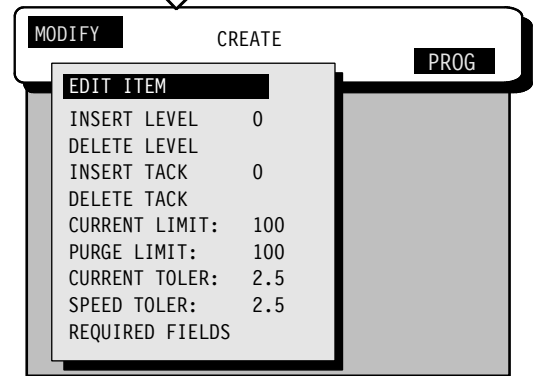 MODIFY CREATE
PROG
EDIT ITEM
INSERT LEVEL 0
DELETE LEVEL
INSERT TACK 0
DELETE TACK
CURRENT LIMIT: 100
PURGE LIMIT: 100
CURRENT TOLER: 2.5
SPEED TOLER: 2.5
REQUIRED FIELDS